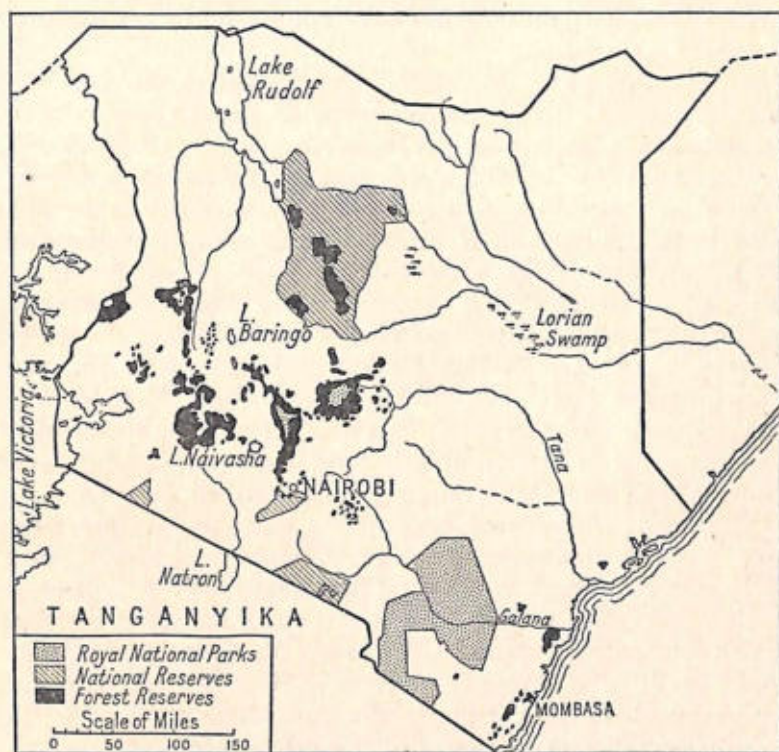 Lake
Rudolf
L.
Baringo
Lorian
Swamp
Lake Victoria
L. Naivasha
Tana
NAIROBI
L.
Natron
Galana
TANGANYIKA
Royal National Parks
National Reserves
Forest Reserves
Scale of Miles
0 50 100 150
MOMBASA